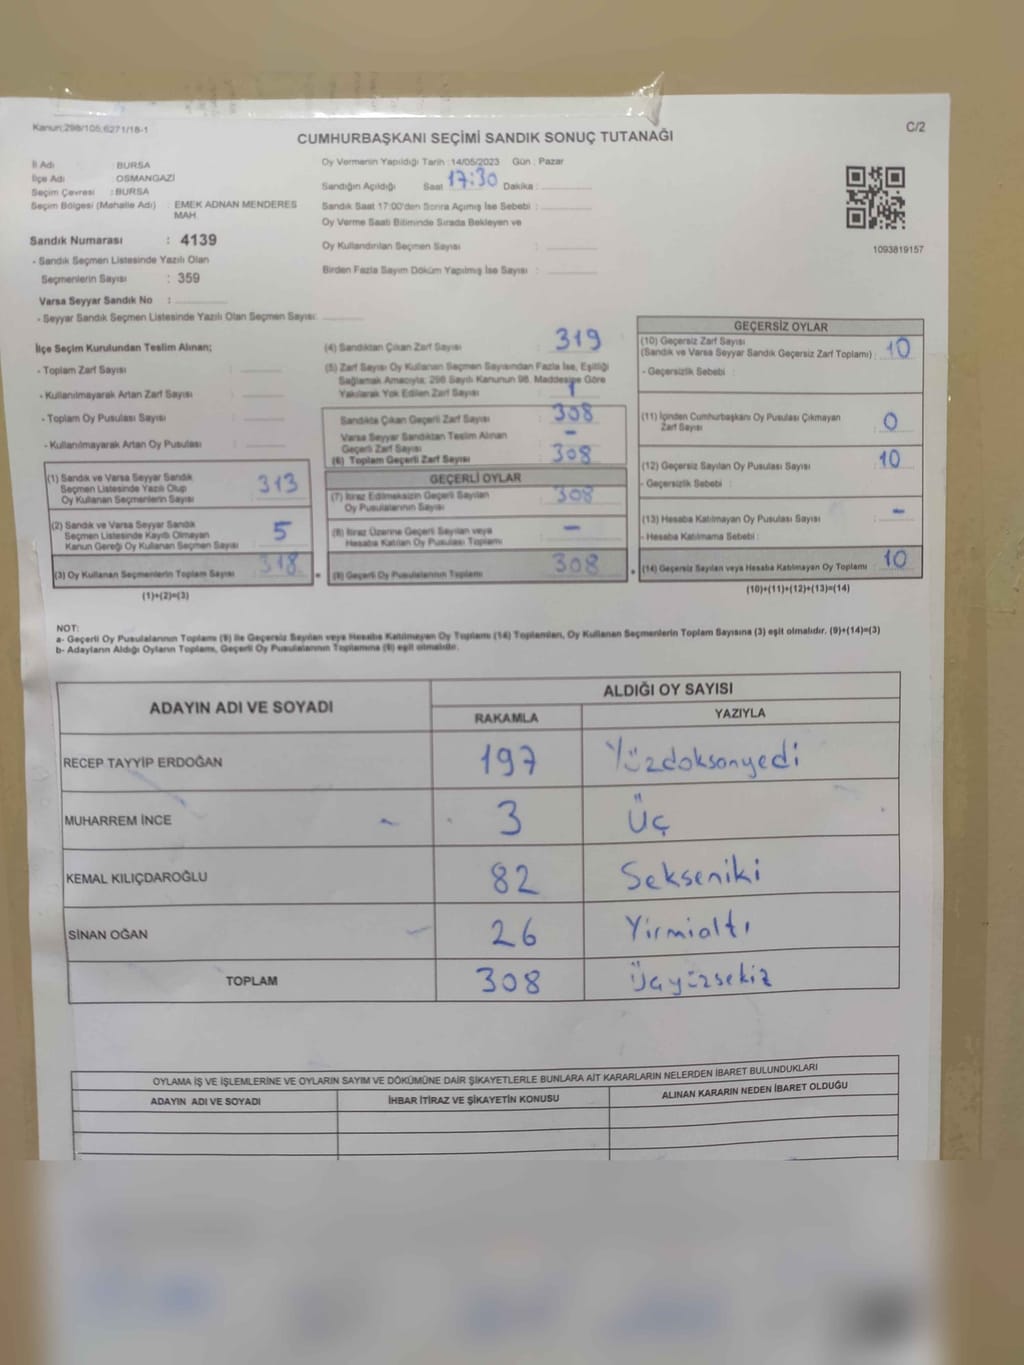 Kanun;298/105,6271/18-1
C/2
CUMHURBAŞKANI SEÇİMİ SANDIK SONUÇ TUTANAĞI
İl Adı : BURSA
İlçe Adı : OSMANGAZİ
Seçim Çevresi : BURSA
Seçim Bölgesi (Mahalle Adı) : EMEK ADNAN MENDERES
MAH.
Sandık Numarası : 4139
- Sandık Seçmen Listesinde Yazılı Olan
Seçmenlerin Sayısı : 359
Varsa Seyyar Sandık No :
- Seyyar Sandık Seçmen Listesinde Yazılı Olan Seçmen Sayısı:
Oy Vermenin Yapıldığı Tarih : 14/05/2023 Gün : Pazar
Sandığın Açıldığı Saat 17:30 Dakika :
Sandık Saat 17:00'den Sonra Açmış İse Sebebi :
Oy Verme Saati Bitiminde Sırada Bekleyen ve
Oy Kullandırılan Seçmen Sayısı :
Birden Fazla Sayım Döküm Yapılmış İse Sayısı :
1093819157
İlçe Seçim Kurulundan Teslim Alınan;
- Toplam Zarf Sayısı :
- Kullanılmayarak Artan Zarf Sayısı :
- Toplam Oy Pusulası Sayısı :
- Kullanılmayarak Artan Oy Pusulası :
(1) Sandık ve Varsa Seyyar Sandık
Seçmen Listesinde Yazılı Olup
Oy Kullanan Seçmenlerin Sayısı 313
(2) Sandık ve Varsa Seyyar Sandık
Seçmen Listesinde Kayıtlı Olmayan
Kanun Gereği Oy Kullanan Seçmen Sayısı 5
(3) Oy Kullanan Seçmenlerin Toplam Sayısı 318
(1)+(2)=(3)
(4) Sandıktan Çıkan Zarf Sayısı : 319
(5) Zarf Sayısı Oy Kullanan Seçmen Sayısından Fazla İse, Eşitliği
Sağlamak Amacıyla; 298 Sayılı Kanunun 98. Maddesine Göre
Yakılarak Yok Edilen Zarf Sayısı : 1
Sandıkta Çıkan Geçerli Zarf Sayısı : 308
Varsa Seyyar Sandıktan Teslim Alınan
Geçerli Zarf Sayısı -
(6) Toplam Geçerli Zarf Sayısı 308
GEÇERLİ OYLAR
(7) İtiraz Edilmeksizin Geçerli Sayılan
Oy Pusulalarının Sayısı 308
(8) İtiraz Üzerine Geçerli Sayılan veya
Hesaba Katılan Oy Pusulası Toplamı -
= (9) Geçerli Oy Pusulalarının Toplamı 308
GEÇERSİZ OYLAR
(10) Geçersiz Zarf Sayısı
(Sandık ve Varsa Seyyar Sandık Geçersiz Zarf Toplamı) : 10
- Geçersizlik Sebebi :
(11) İçinden Cumhurbaşkanı Oy Pusulası Çıkmayan
Zarf Sayısı 0
(12) Geçersiz Sayılan Oy Pusulası Sayısı 10
- Geçersizlik Sebebi :
(13) Hesaba Katılmayan Oy Pusulası Sayısı : -
- Hesaba Katılmama Sebebi :
+ (14) Geçersiz Sayılan veya Hesaba Katılmayan Oy Toplamı 10
(10)+(11)+(12)+(13)=(14)
NOT:
a- Geçerli Oy Pusulalarının Toplamı (9) ile Geçersiz Sayılan veya Hesaba Katılmayan Oy Toplamı (14) Toplamları, Oy Kullanan Seçmenlerin Toplam Sayısına (3) eşit olmalıdır. (9)+(14)=(3)
b- Adayların Aldığı Oyların Toplamı, Geçerli Oy Pusulalarının Toplamına (9) eşit olmalıdır.
ADAYIN ADI VE SOYADI
ALDIĞI OY SAYISI
RAKAMLA YAZIYLA
RECEP TAYYİP ERDOĞAN 197 Yüzdoksanyedi
MUHARREM İNCE 3 Üç
KEMAL KILIÇDAROĞLU 82 Sekseniki
SİNAN OĞAN 26 Yirmialtı
TOPLAM 308 Üçyüzsekiz
OYLAMA İŞ VE İŞLEMLERİNE VE OYLARIN SAYIM VE DÖKÜMÜNE DAİR ŞİKAYETLERLE BUNLARA AİT KARARLARIN NELERDEN İBARET BULUNDUKLARI
ADAYIN ADI VE SOYADI İHBAR İTİRAZ VE ŞİKAYETİN KONUSU ALINAN KARARIN NEDEN İBARET OLDUĞU